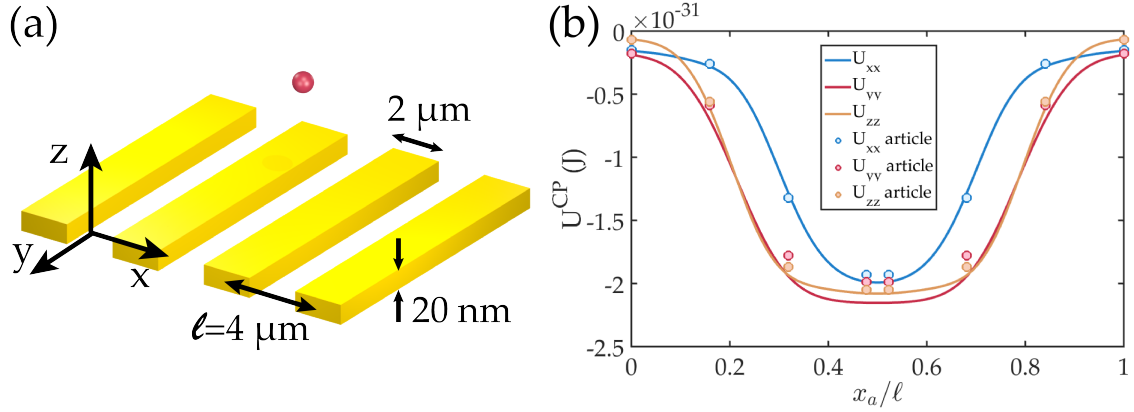 (a)
2 μm
z
y
x
ℓ=4 μm
20 nm
(b)
×10⁻³¹
0
-0.5
-1
-1.5
-2
-2.5
U^CP (J)
U_xx
U_yy
U_zz
U_xx article
U_yy article
U_zz article
0
0.2
0.4
0.6
0.8
1
x_a/ℓ